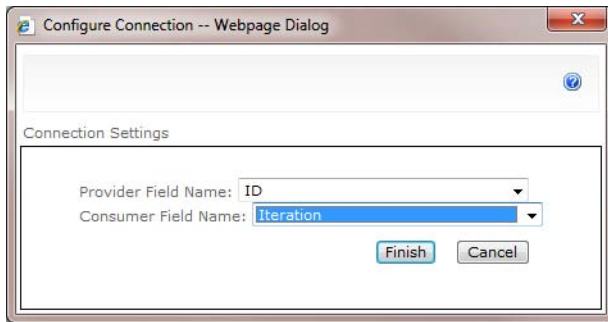 Configure Connection -- Webpage Dialog
Connection Settings
Provider Field Name: ID
Consumer Field Name: Iteration
Finish Cancel